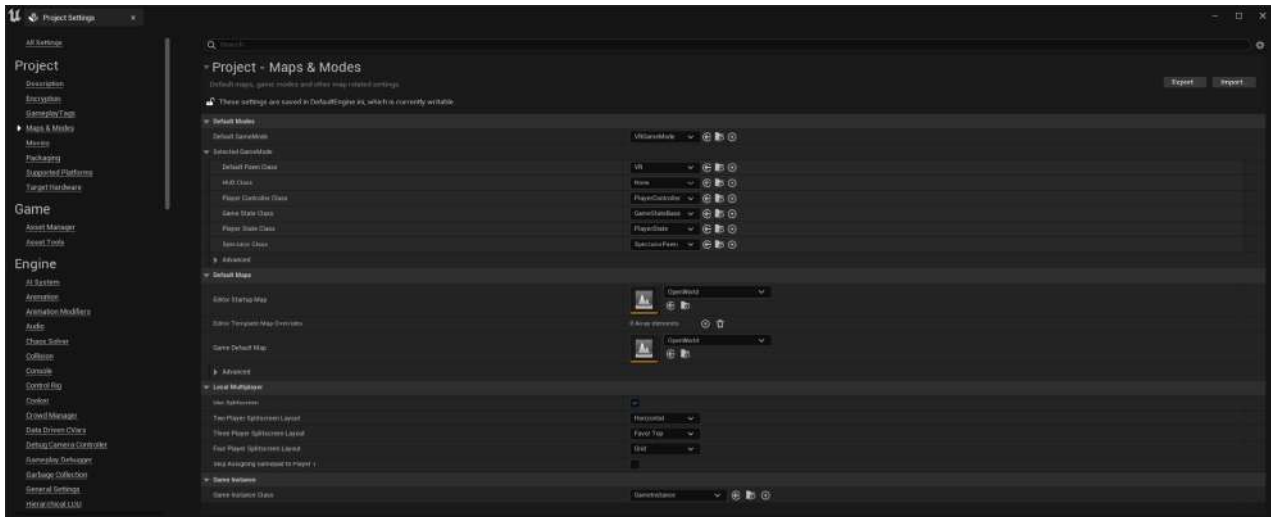 Project Settings
All Settings
Project
Description
Encryption
GameplayTags
Maps & Modes
Movies
Packaging
Supported Platforms
Target Hardware
Game
Asset Manager
Asset Tools
Engine
AI System
Animation
Animation Modifiers
Audio
Chaos Solver
Collision
Console
Control Rig
Cooker
Crowd Manager
Data Driven CVars
Debug Camera Controller
Gameplay Debugger
Garbage Collection
General Settings
Hierarchical LOD
Search
Project - Maps & Modes
Default maps, game modes and other map related settings.
Export...
Import...
These settings are saved in DefaultEngine.ini, which is currently writable.
Default Modes
Default GameMode VRGameMode
Selected GameMode
Default Pawn Class VR
HUD Class None
Player Controller Class PlayerController
Game State Class GameStateBase
Player State Class PlayerState
Spectator Class SpectatorPawn
Advanced
Default Maps
Editor Startup Map OpenWorld
Editor Template Map Overrides 0 Array elements
Game Default Map OpenWorld
Advanced
Local Multiplayer
Use Splitscreen
Two Player Splitscreen Layout Horizontal
Three Player Splitscreen Layout Favor Top
Four Player Splitscreen Layout Grid
Skip Assigning Gamepad to Player 1
Game Instance
Game Instance Class GameInstance